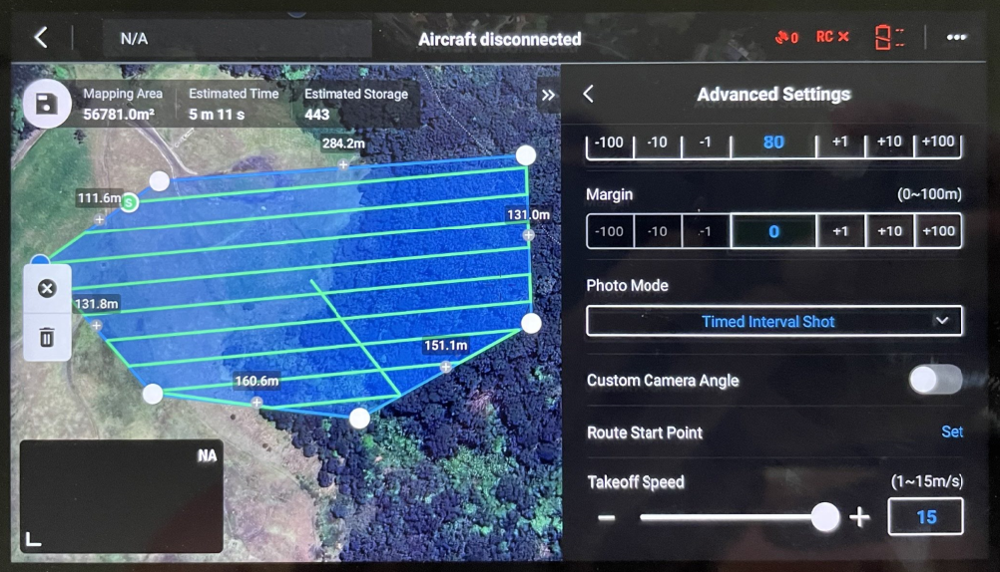 N/A
Aircraft disconnected
0
RC
--
--
Mapping Area
56781.0m²
Estimated Time
5 m 11 s
Estimated Storage
443
284.2m
111.6m
S
131.0m
131.8m
151.1m
160.6m
NA
Advanced Settings
-100 -10 -1 80 +1 +10 +100
Margin (0~100m)
-100 -10 -1 0 +1 +10 +100
Photo Mode
Timed Interval Shot
Custom Camera Angle
Route Start Point Set
Takeoff Speed (1~15m/s)
15